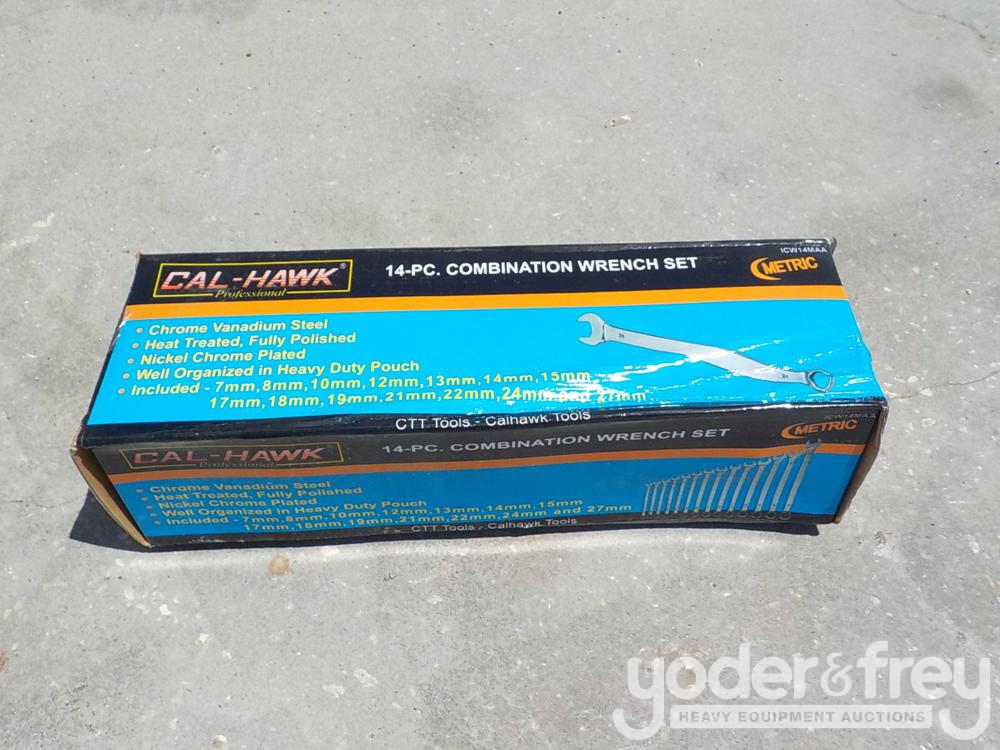 ICW14MAA
CAL-HAWK®
Professional
14-PC. COMBINATION WRENCH SET
METRIC
• Chrome Vanadium Steel
• Heat Treated, Fully Polished
• Nickel Chrome Plated
• Well Organized in Heavy Duty Pouch
• Included - 7mm,8mm,10mm,12mm,13mm,14mm,15mm
17mm,18mm,19mm,21mm,22mm,24mm and 27mm
CTT Tools - Calhawk Tools
ICW14MAA
CAL-HAWK®
Professional
14-PC. COMBINATION WRENCH SET
METRIC
• Chrome Vanadium Steel
• Heat Treated, Fully Polished
• Nickel Chrome Plated
• Well Organized in Heavy Duty Pouch
• Included - 7mm,8mm,10mm,12mm,13mm,14mm,15mm
17mm,18mm,19mm,21mm,22mm,24mm and 27mm
CTT Tools - Calhawk Tools
yoder&frey
HEAVY EQUIPMENT AUCTIONS